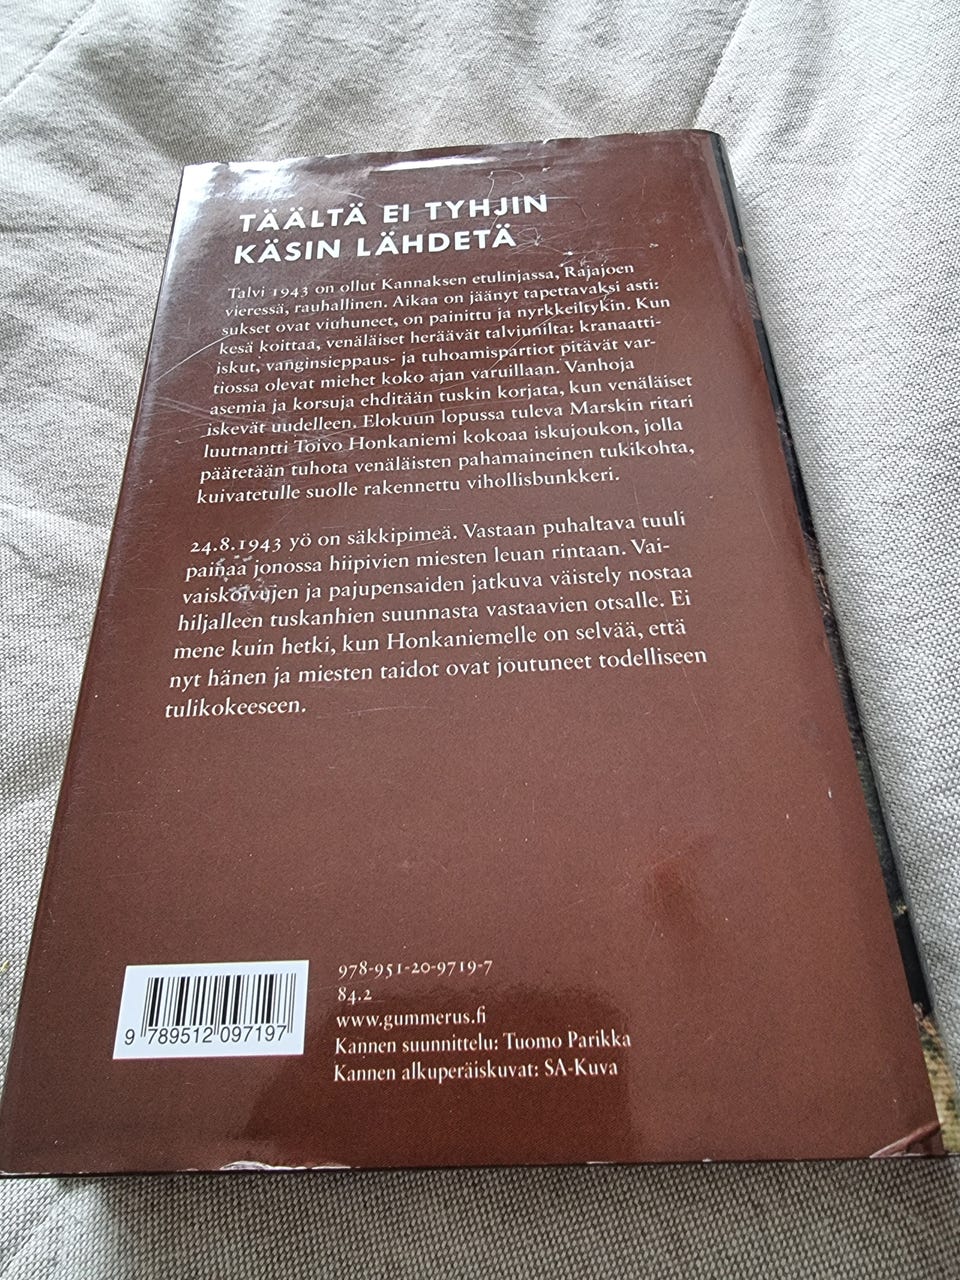 TÄÄLTÄ EI TYHJIN
KÄSIN LÄHDETÄ
Talvi 1943 on ollut Kannaksen etulinjassa, Rajajoen
vieressä, rauhallinen. Aikaa on jäänyt tapettavaksi asti:
sukset ovat viuhuneet, on painittu ja nyrkkeiltykin. Kun
kesä koittaa, venäläiset heräävät talviunilta: kranaatti-
iskut, vanginsieppaus- ja tuhoamispartiot pitävät var-
tiossa olevat miehet koko ajan varuillaan. Vanhoja
asemia ja korsuja ehditään tuskin korjata, kun venäläiset
iskevät uudelleen. Elokuun lopussa tuleva Marskin ritari
luutnantti Toivo Honkaniemi kokoaa iskujoukon, jolla
päätetään tuhota venäläisten pahamaineinen tukikohta,
kuivatetulle suolle rakennettu vihollisbunkkeri.
24.8.1943 yö on säkkipimeä. Vastaan puhaltava tuuli
painaa jonossa hiipivien miesten leuan rintaan. Vai-
vaiskoivujen ja pajupensaiden jatkuva väistely nostaa
hiljalleen tuskanhien suunnasta vastaavien otsalle. Ei
mene kuin hetki, kun Honkaniemelle on selvää, että
nyt hänen ja miesten taidot ovat joutuneet todelliseen
tulikokeeseen.
978-951-20-9719-7
84.2
www.gummerus.fi
Kannen suunnittelu: Tuomo Parikka
Kannen alkuperäiskuvat: SA-Kuva
9 789512 097197